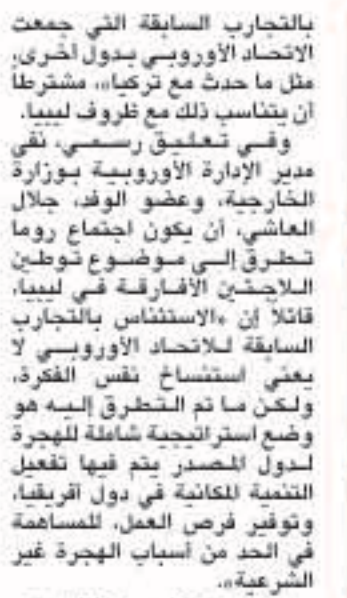 بالتجارب السابقة التي جمعت
الاتحاد الأوروبي بدول أخرى،
مثل ما حدث مع تركيا»، مشترطاً
أن يتناسب ذلك مع ظروف ليبيا.
وفي تعليق رسمي، نفى
مدير الإدارة الأوروبية بوزارة
الخارجية، وعضو الوفد، جلال
العاشي، أن يكون اجتماع روما
تطرق إلى موضوع توطين
اللاجئين الأفارقة في ليبيا،
قائلاً إن «الاستئناس بالتجارب
السابقة للاتحاد الأوروبي لا
يعني استنساخ نفس الفكرة،
ولكن ما تم التطرق إليه هو
وضع استراتيجية شاملة للهجرة
لدول المصدر يتم فيها تفعيل
التنمية المكانية في دول أفريقيا،
وتوفير فرص العمل، للمساهمة
في الحد من أسباب الهجرة غير
الشرعية».